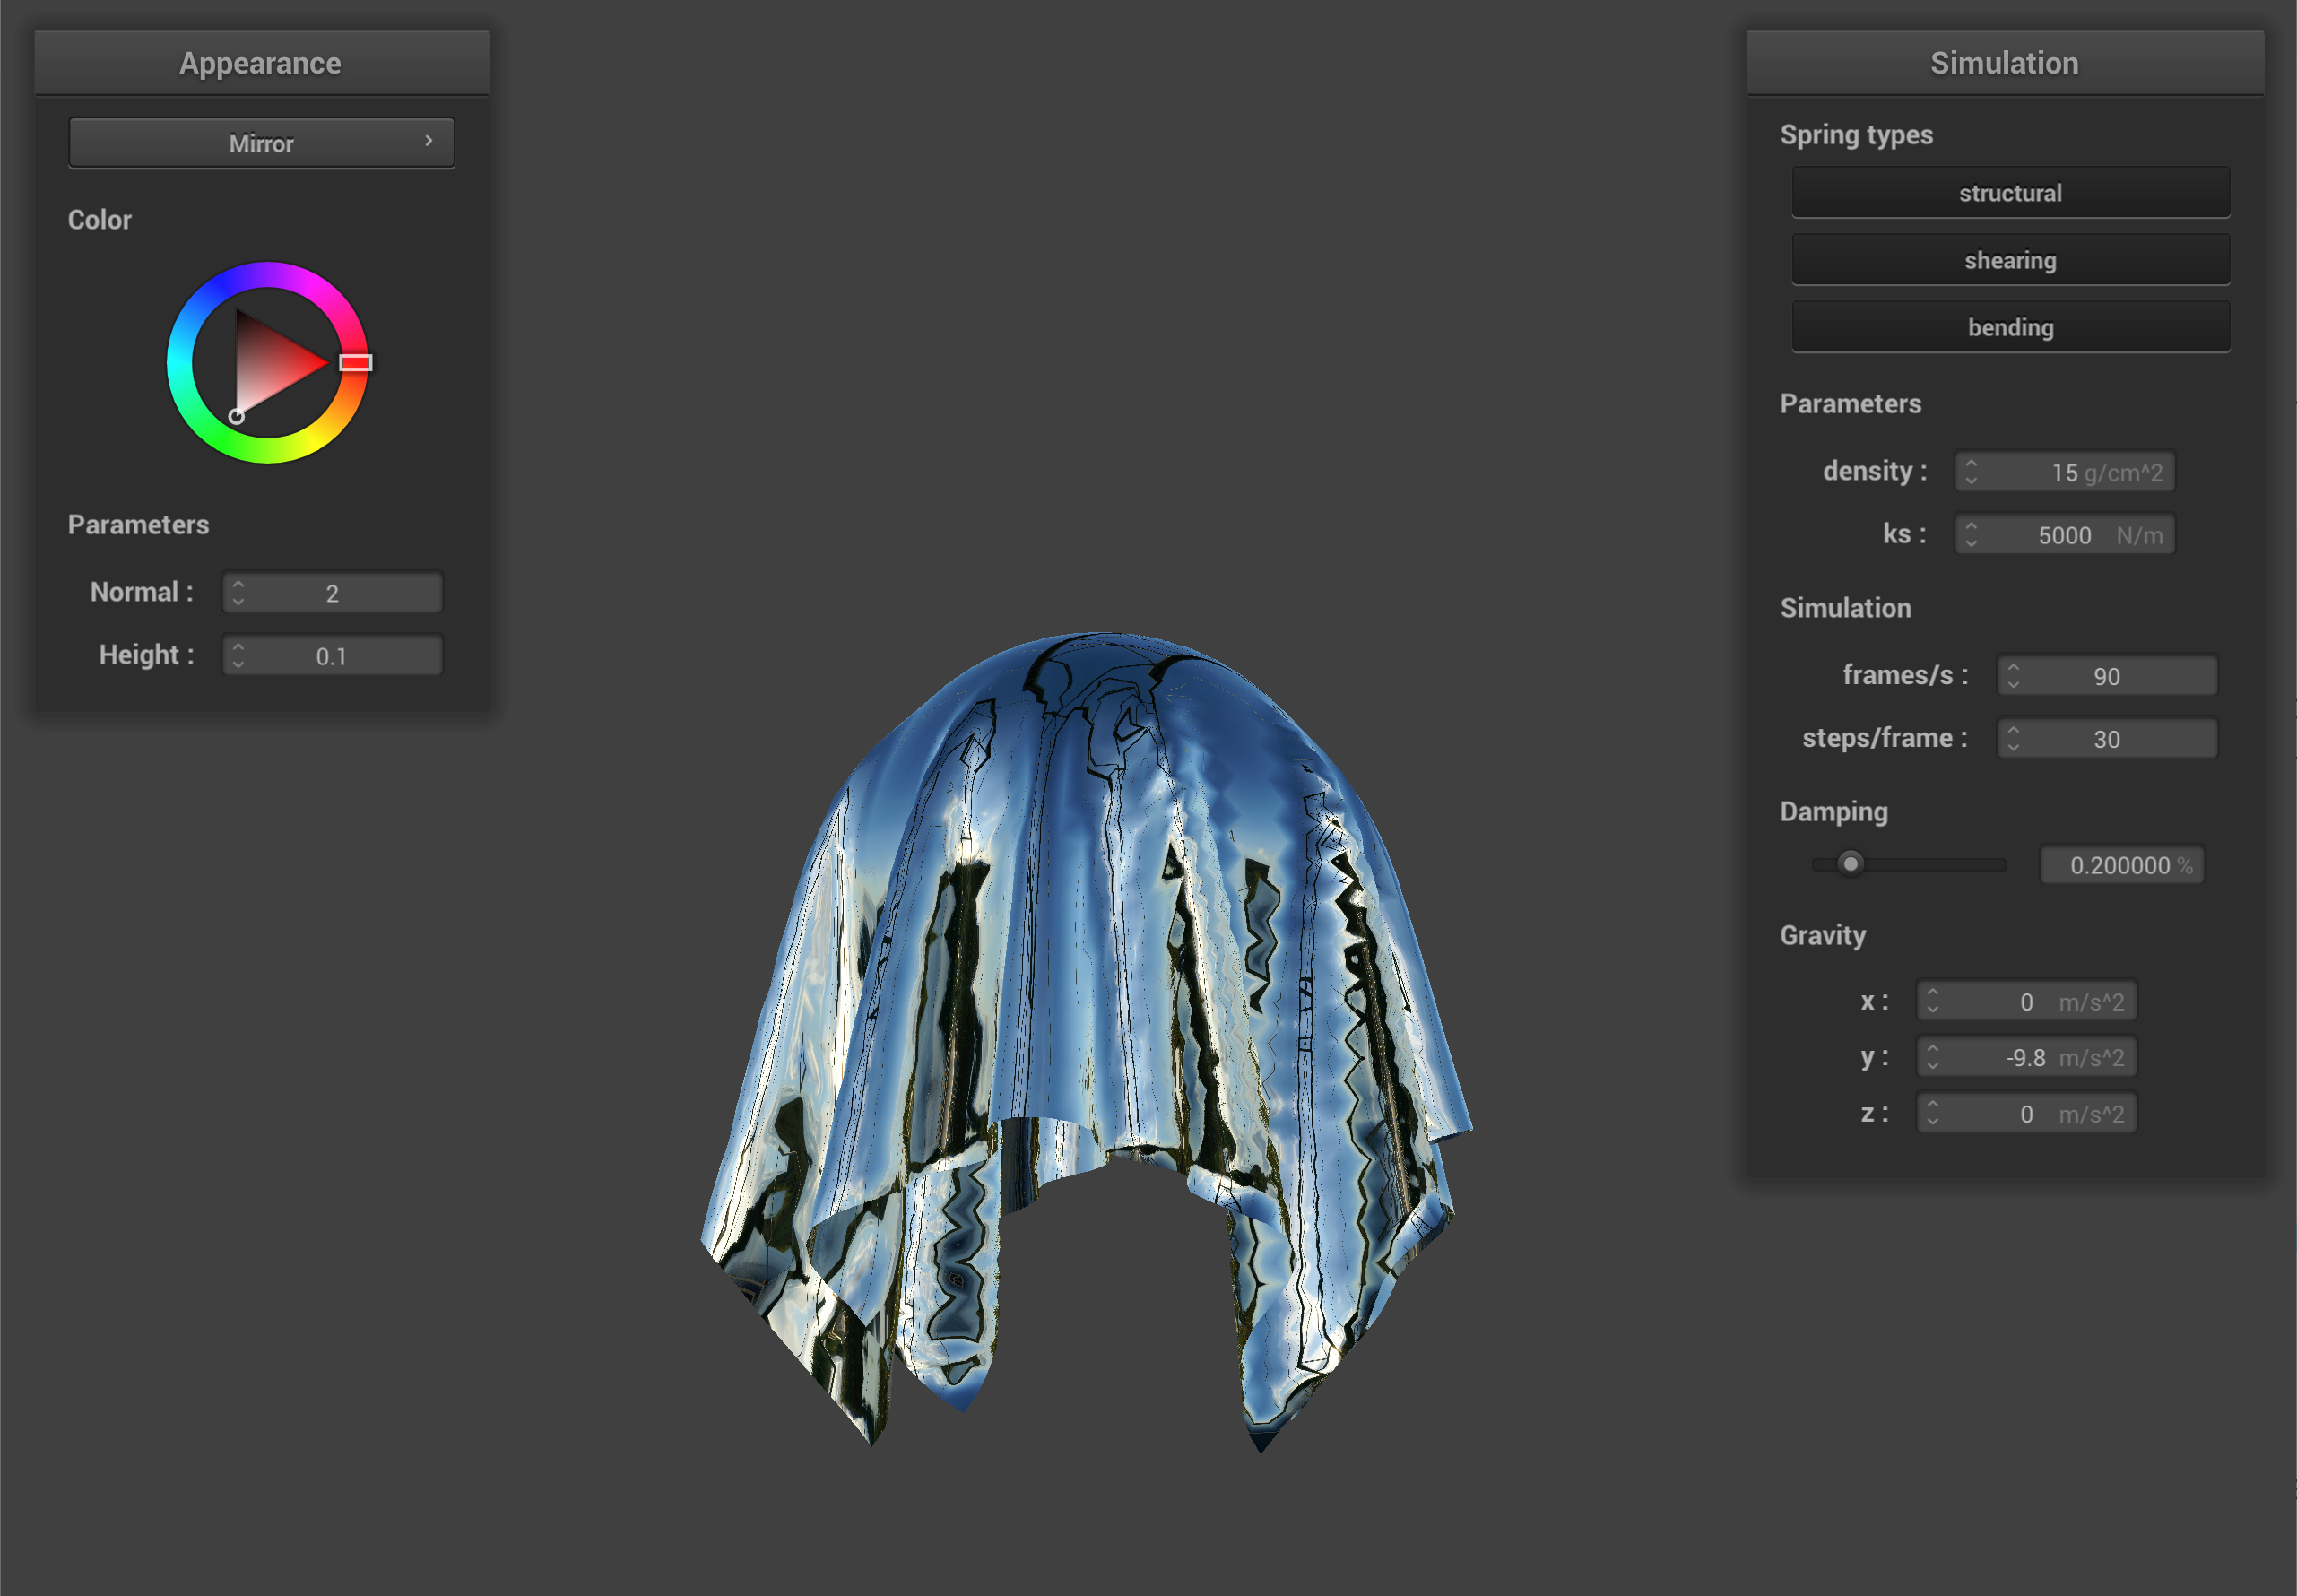 Appearance
Mirror
Color
Parameters
Normal : 2
Height : 0.1
Simulation
Spring types
structural
shearing
bending
Parameters
density : 15 g/cm^2
ks : 5000 N/m
Simulation
frames/s : 90
steps/frame : 30
Damping
0.200000 %
Gravity
x : 0 m/s^2
y : -9.8 m/s^2
z : 0 m/s^2